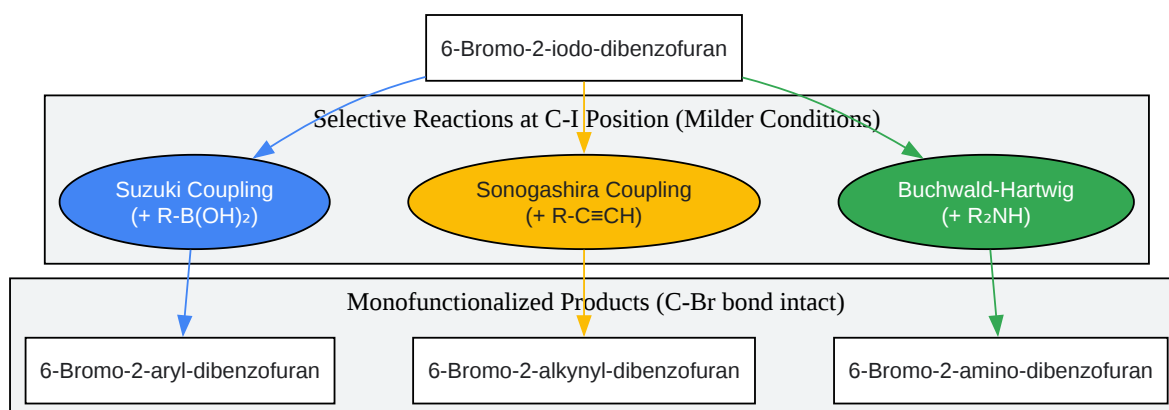 6-Bromo-2-iodo-dibenzofuran
Selective Reactions at C-I Position (Milder Conditions)
Suzuki Coupling
(+ R-B(OH)₂)
Sonogashira Coupling
(+ R-C≡CH)
Buchwald-Hartwig
(+ R₂NH)
Monofunctionalized Products (C-Br bond intact)
6-Bromo-2-aryl-dibenzofuran
6-Bromo-2-alkynyl-dibenzofuran
6-Bromo-2-amino-dibenzofuran